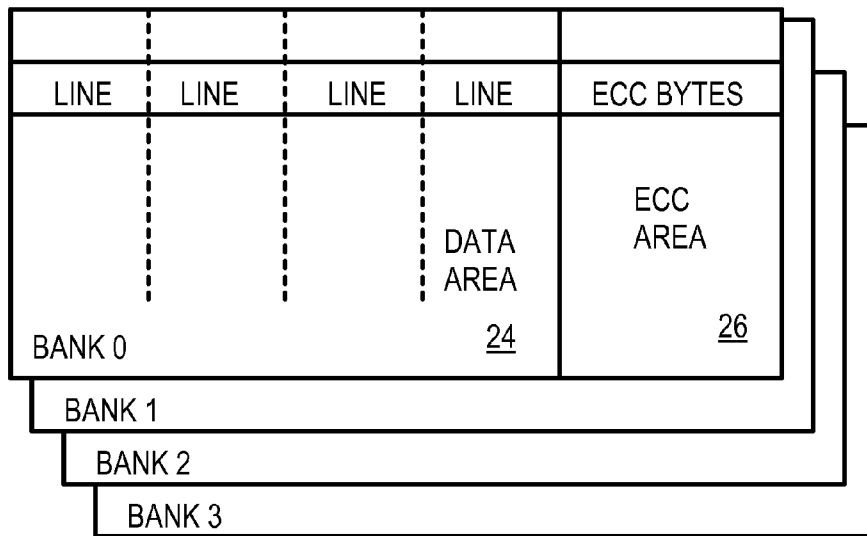 LINE LINE LINE LINE ECC BYTES
DATA
AREA
24
ECC
AREA
26
BANK 0
BANK 1
BANK 2
BANK 3